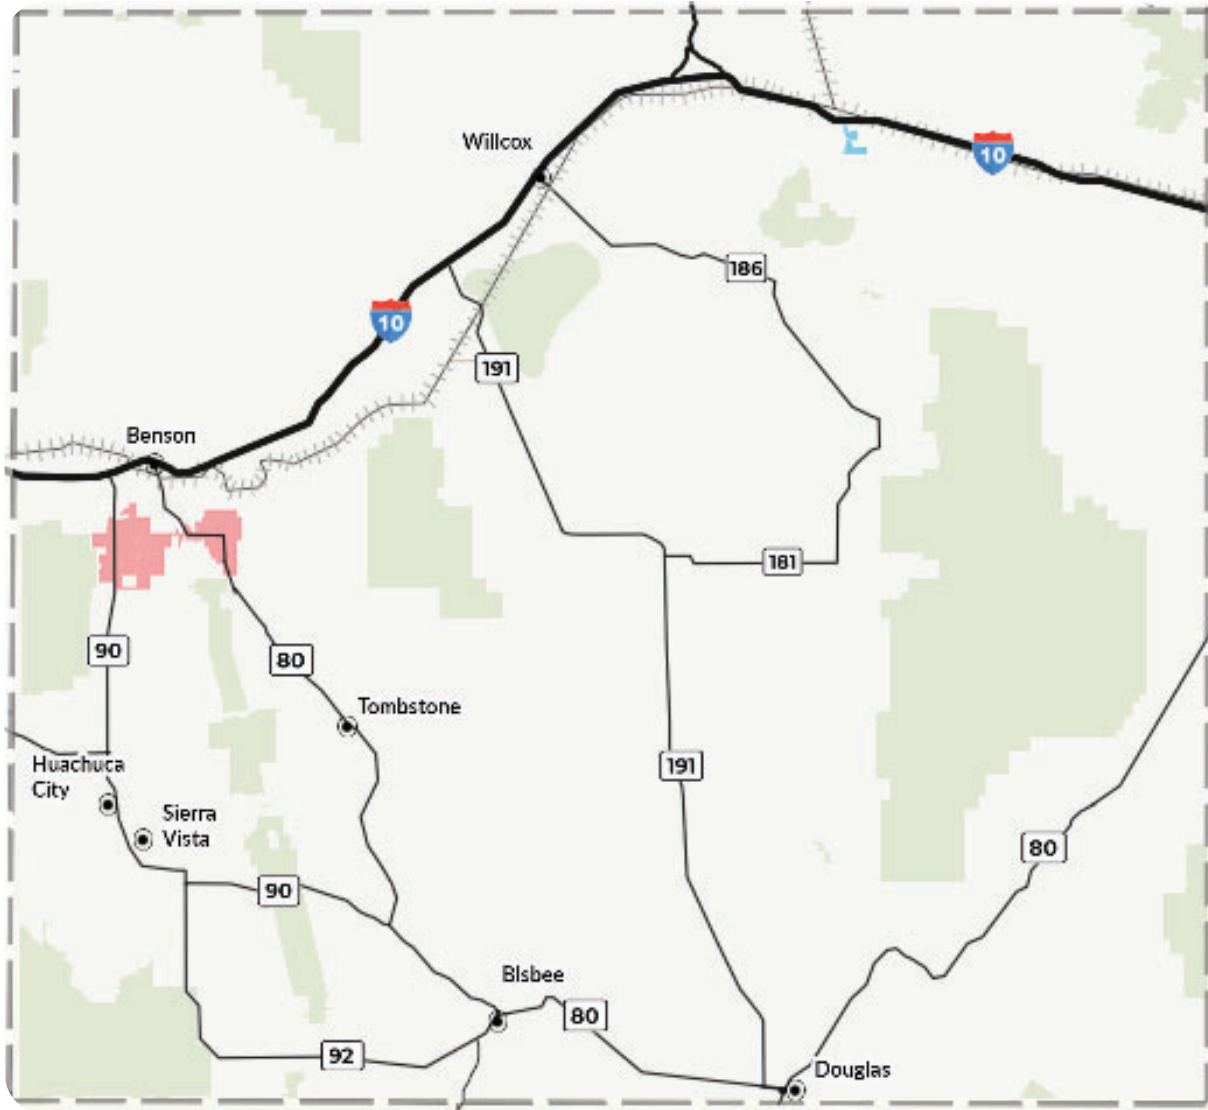 Willcox
10
186
10
191
Benson
181
90
80
Tombstone
191
Huachuca
City
Sierra
Vista
80
90
BIsbee
80
92
Douglas